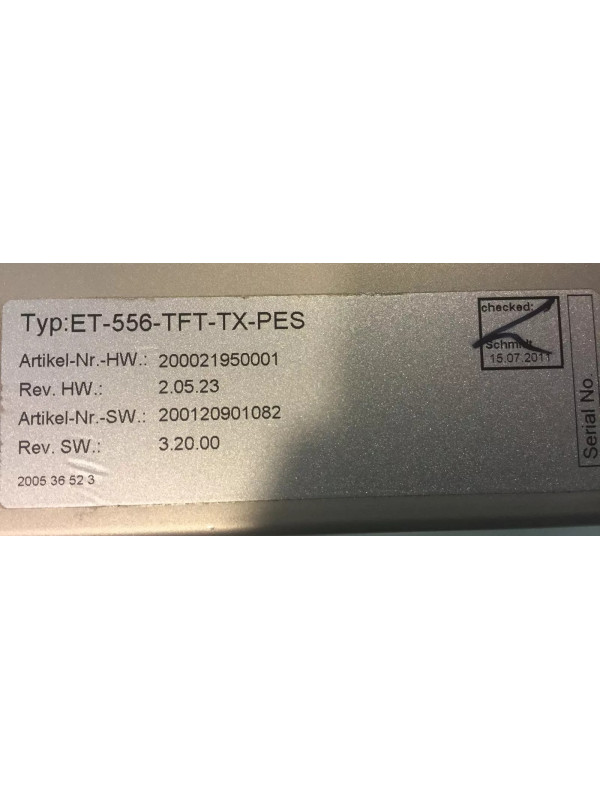 Typ:ET-556-TFT-TX-PES
Artikel-Nr.-HW.: 200021950001
Rev. HW.: 2.05.23
Artikel-Nr.-SW.: 200120901082
Rev. SW.: 3.20.00
2005 36 52 3
checked:
Schmidt
15.07.2011
Serial No.